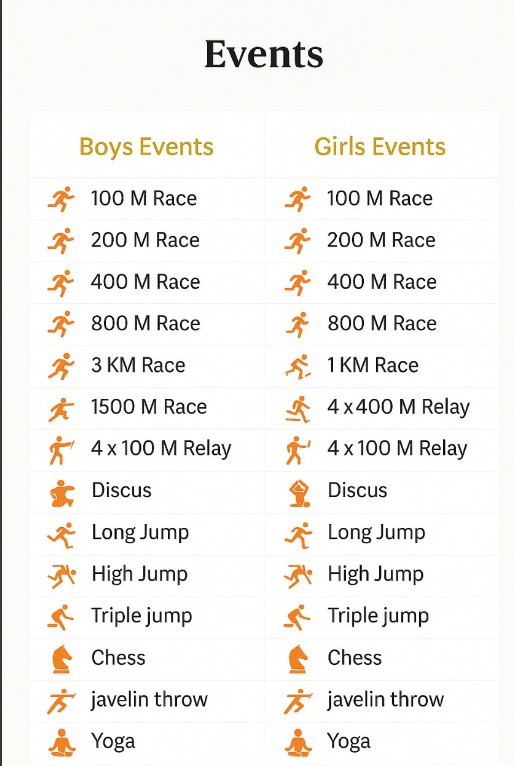 Events
Boys Events Girls Events
100 M Race 100 M Race
200 M Race 200 M Race
400 M Race 400 M Race
800 M Race 800 M Race
3 KM Race 1 KM Race
1500 M Race 4 x 400 M Relay
4 x 100 M Relay 4 x 100 M Relay
Discus Discus
Long Jump Long Jump
High Jump High Jump
Triple jump Triple jump
Chess Chess
javelin throw javelin throw
Yoga Yoga